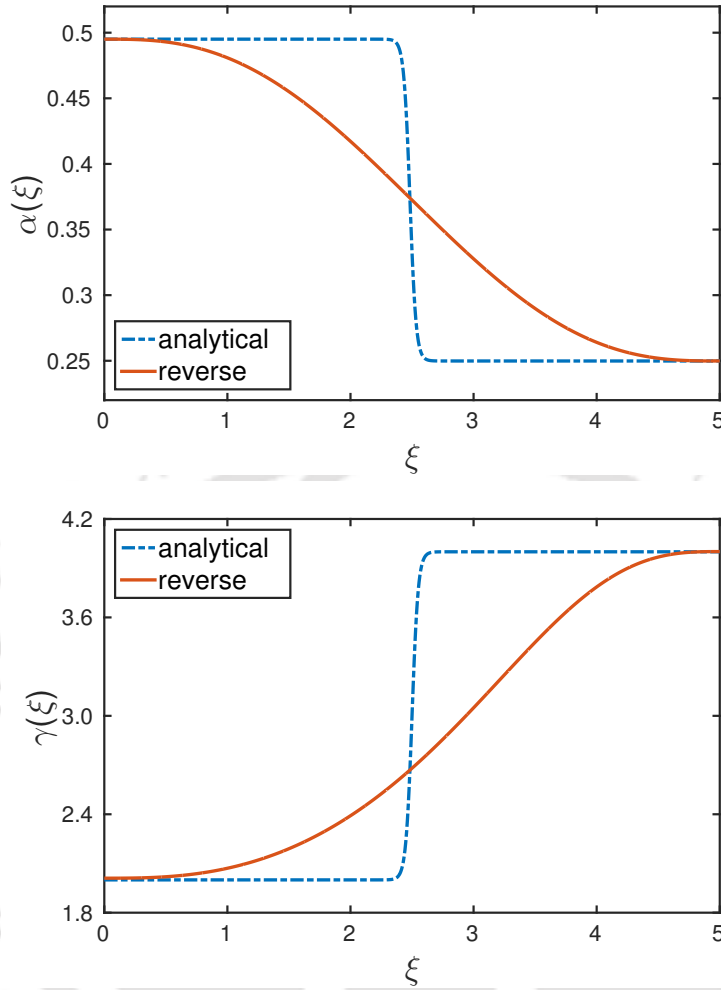 0.5
0.45
0.4
0.35
0.3
0.25
α(ξ)
analytical
reverse
0 1 2 3 4 5
ξ
4.2
3.6
3.0
2.4
1.8
γ(ξ)
analytical
reverse
0 1 2 3 4 5
ξ